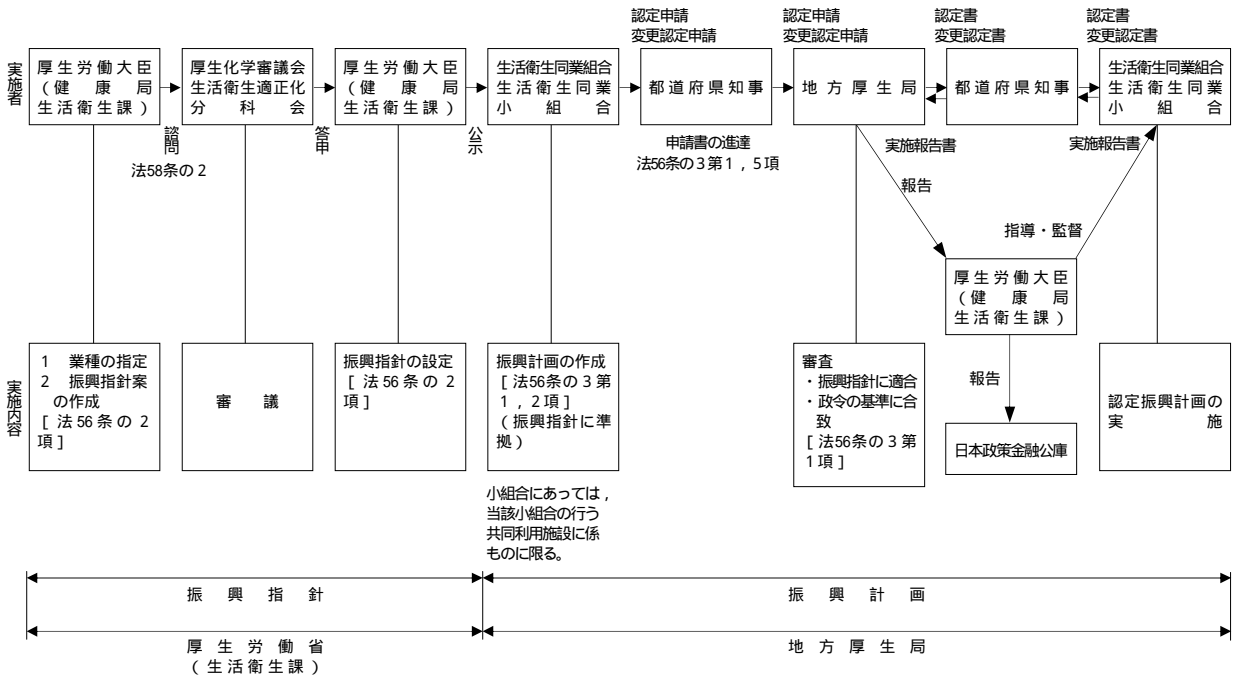 認定申請
変更認定申請
認定申請
変更認定申請
認定書
変更認定書
認定書
変更認定書
実施者
厚生労働大臣
(健康局
生活衛生課)
厚生化学審議会
生活衛生適正化
分科会
厚生労働大臣
(健康局
生活衛生課)
生活衛生同業組合
生活衛生同業
小組合
都道府県知事
地方厚生局
都道府県知事
生活衛生同業組合
生活衛生同業
小組合
諮問
答申
公示
法58条の2
申請書の進達
法56条の3第1,5項
実施報告書
実施報告書
報告
指導・監督
厚生労働大臣
(健康局
生活衛生課)
報告
日本政策金融公庫
実施内容
1 業種の指定
2 振興指針案
の作成
[法56条の2
項]
審議
振興指針の設定
[法56条の2
項]
振興計画の作成
[法56条の3第
1,2項]
(振興指針に準
拠)
審査
・振興指針に適合
・政令の基準に合
致
[法56条の3第
1項]
認定振興計画の
実施
小組合にあっては,
当該小組合の行う
共同利用施設に係
ものに限る。
振興指針
振興計画
厚生労働省
(生活衛生課)
地方厚生局